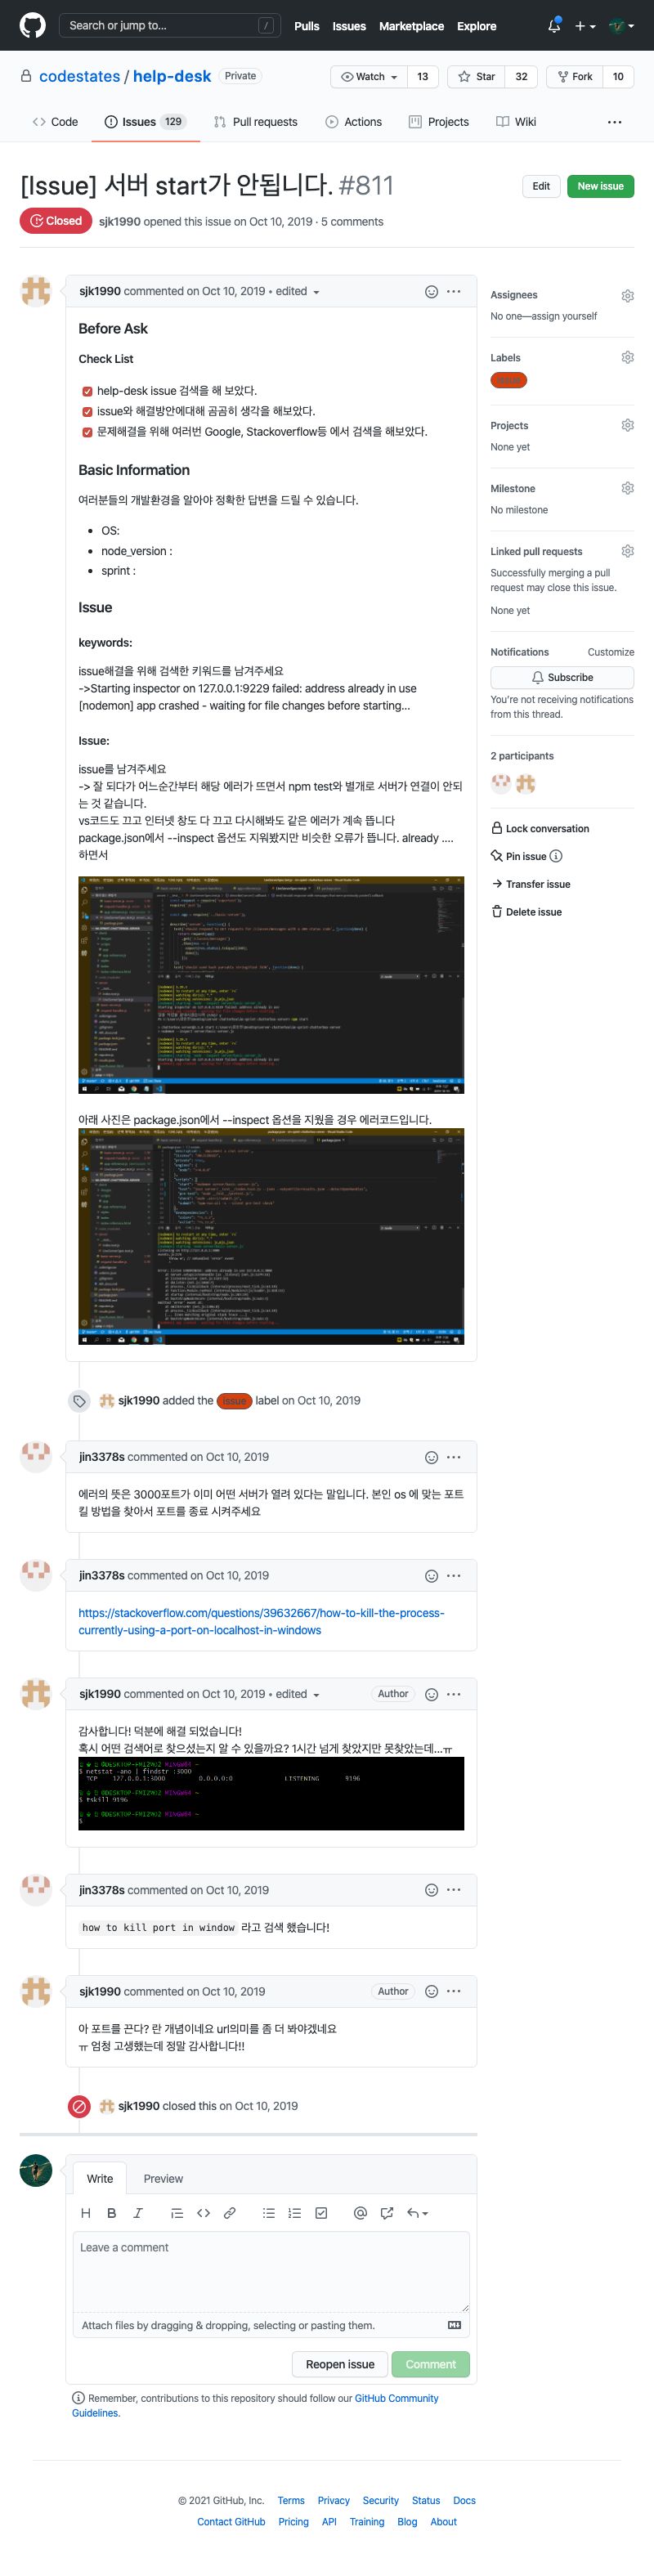 Search or jump to...
/
Pulls Issues Marketplace Explore
codestates / help-desk Private
Watch 13 Star 32 Fork 10
Code Issues 129 Pull requests Actions Projects Wiki
[Issue] 서버 start가 안됩니다. #811
Edit New issue
Closed sjk1990 opened this issue on Oct 10, 2019 · 5 comments
sjk1990 commented on Oct 10, 2019 • edited
Before Ask
Check List
help-desk issue 검색을 해 보았다.
issue와 해결방안에대해 곰곰히 생각을 해보았다.
문제해결을 위해 여러번 Google, Stackoverflow등 에서 검색을 해보았다.
Basic Information
여러분들의 개발환경을 알아야 정확한 답변을 드릴 수 있습니다.
OS:
node_version :
sprint :
Issue
keywords:
issue해결을 위해 검색한 키워드를 남겨주세요
->Starting inspector on 127.0.0.1:9229 failed: address already in use
[nodemon] app crashed - waiting for file changes before starting...
Issue:
issue를 남겨주세요
-> 잘 되다가 어느순간부터 해당 에러가 뜨면서 npm test와 별개로 서버가 연결이 안되
는 것 같습니다.
vs코드도 끄고 인터넷 창도 다 끄고 다시해봐도 같은 에러가 계속 뜹니다
package.json에서 --inspect 옵션도 지워봤지만 비슷한 오류가 뜹니다. already ....
하면서
아래 사진은 package.json에서 --inspect 옵션을 지웠을 경우 에러코드입니다.
sjk1990 added the issue label on Oct 10, 2019
jin3378s commented on Oct 10, 2019
에러의 뜻은 3000포트가 이미 어떤 서버가 열려 있다는 말입니다. 본인 os 에 맞는 포트
킬 방법을 찾아서 포트를 종료 시켜주세요
jin3378s commented on Oct 10, 2019
https://stackoverflow.com/questions/39632667/how-to-kill-the-process-
currently-using-a-port-on-localhost-in-windows
sjk1990 commented on Oct 10, 2019 • edited
Author
감사합니다! 덕분에 해결 되었습니다!
혹시 어떤 검색어로 찾으셨는지 알 수 있을까요? 1시간 넘게 찾았지만 못찾았는데...ㅠ
$ netstat -ano | findstr :3000
TCP 127.0.0.1:3000 0.0.0.0:0 LISTENING 9196
$ tskill 9196
$
jin3378s commented on Oct 10, 2019
how to kill port in window 라고 검색 했습니다!
sjk1990 commented on Oct 10, 2019
Author
아 포트를 끈다? 란 개념이네요 url의미를 좀 더 봐야겠네요
ㅠ 엄청 고생했는데 정말 감사합니다!!
sjk1990 closed this on Oct 10, 2019
Assignees
No one—assign yourself
Labels
Projects
None yet
Milestone
No milestone
Linked pull requests
Successfully merging a pull
request may close this issue.
None yet
Notifications Customize
Subscribe
You're not receiving notifications
from this thread.
2 participants
Lock conversation
Pin issue
Transfer issue
Delete issue
Write Preview
Leave a comment
Attach files by dragging & dropping, selecting or pasting them.
Reopen issue Comment
Remember, contributions to this repository should follow our GitHub Community
Guidelines.
© 2021 GitHub, Inc. Terms Privacy Security Status Docs
Contact GitHub Pricing API Training Blog About